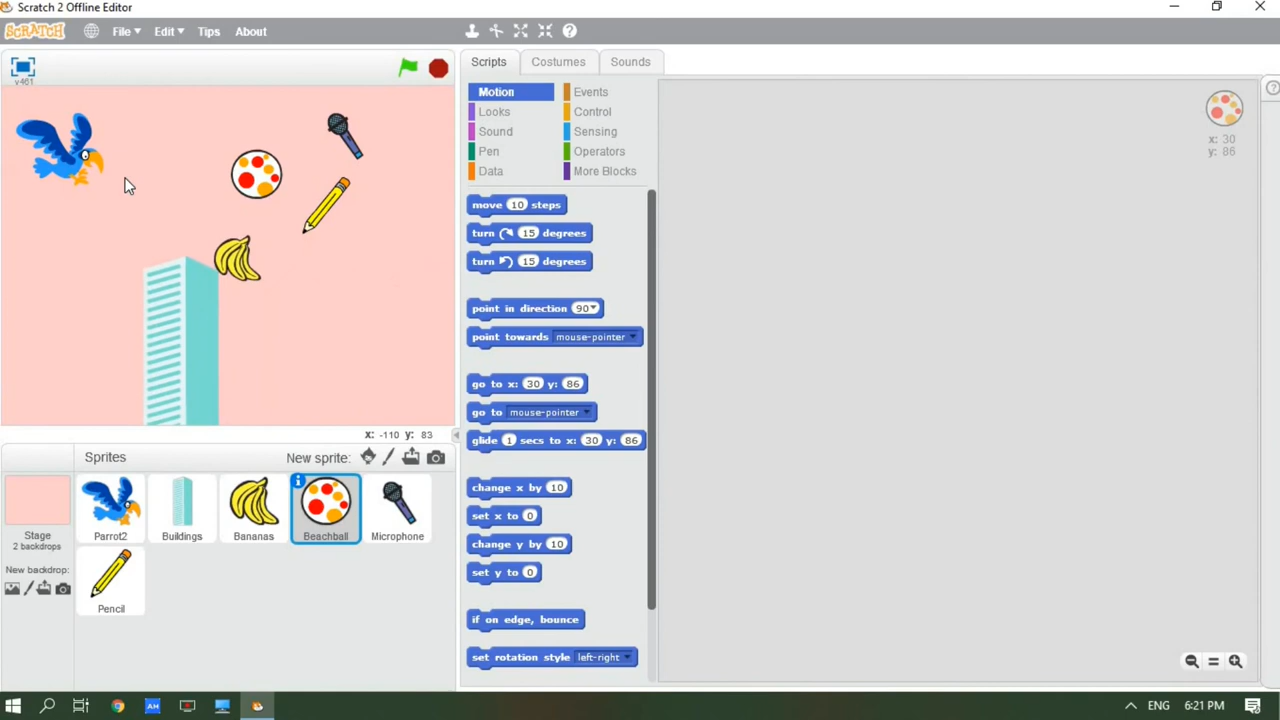 Scratch 2 Offline Editor
SCRATCH File Edit Tips About
v461
Scripts Costumes Sounds
Motion Events
Looks Control
Sound Sensing
Pen Operators
Data More Blocks
x: 30
y: 86
move 10 steps
turn 15 degrees
turn 15 degrees
point in direction 90
point towards mouse-pointer
go to x: 30 y: 86
go to mouse-pointer
glide 1 secs to x: 30 y: 86
change x by 10
set x to 0
change y by 10
set y to 0
if on edge, bounce
set rotation style left-right
x: -110 y: 83
Sprites New sprite:
Stage
2 backdrops
New backdrop:
Parrot2 Buildings Bananas Beachball Microphone
Pencil
AM
ENG 6:21 PM